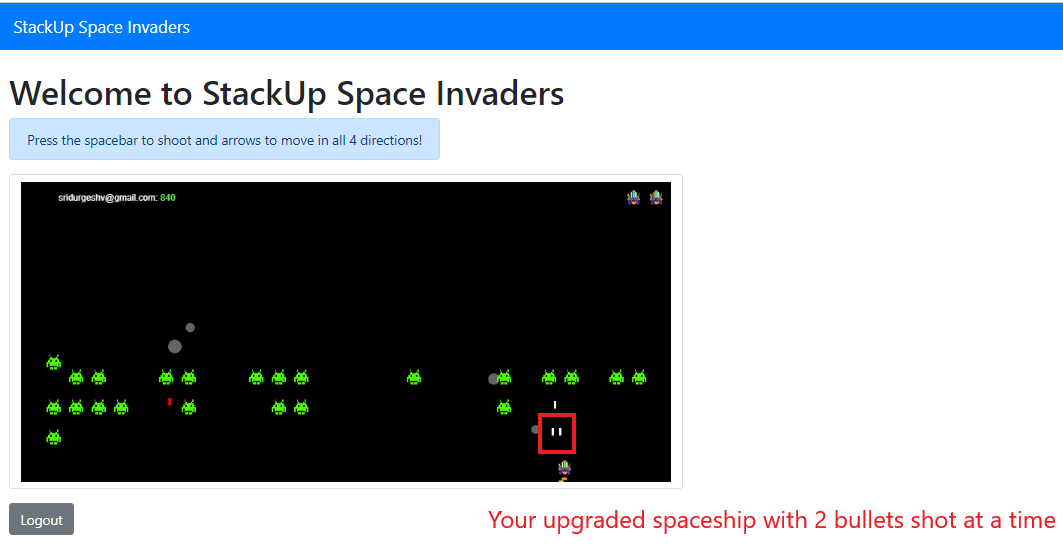 StackUp Space Invaders
Welcome to StackUp Space Invaders
Press the spacebar to shoot and arrows to move in all 4 directions!
sridurgeshv@gmail.com: 840
Logout
Your upgraded spaceship with 2 bullets shot at a time